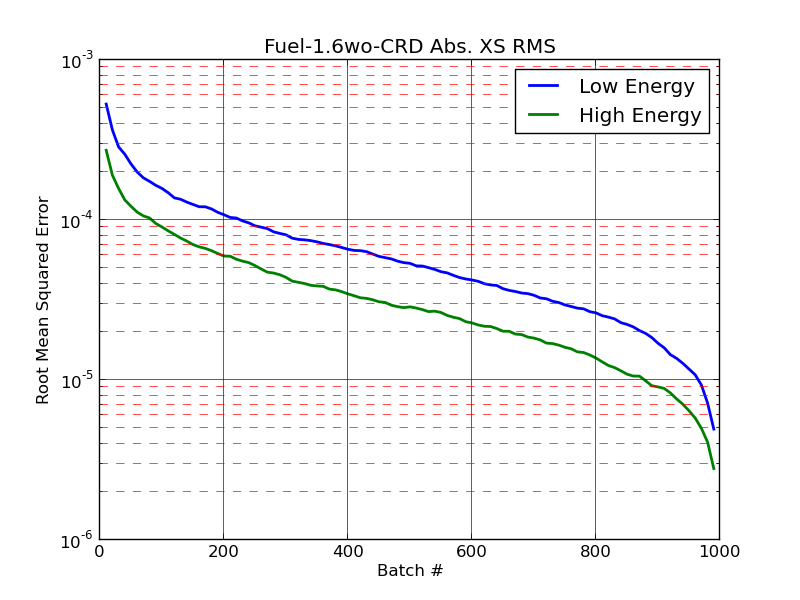 Fuel-1.6wo-CRD Abs. XS RMS
Low Energy
High Energy
Root Mean Squared Error
10^-3
10^-4
10^-5
10^-6
0 200 400 600 800 1000
Batch #